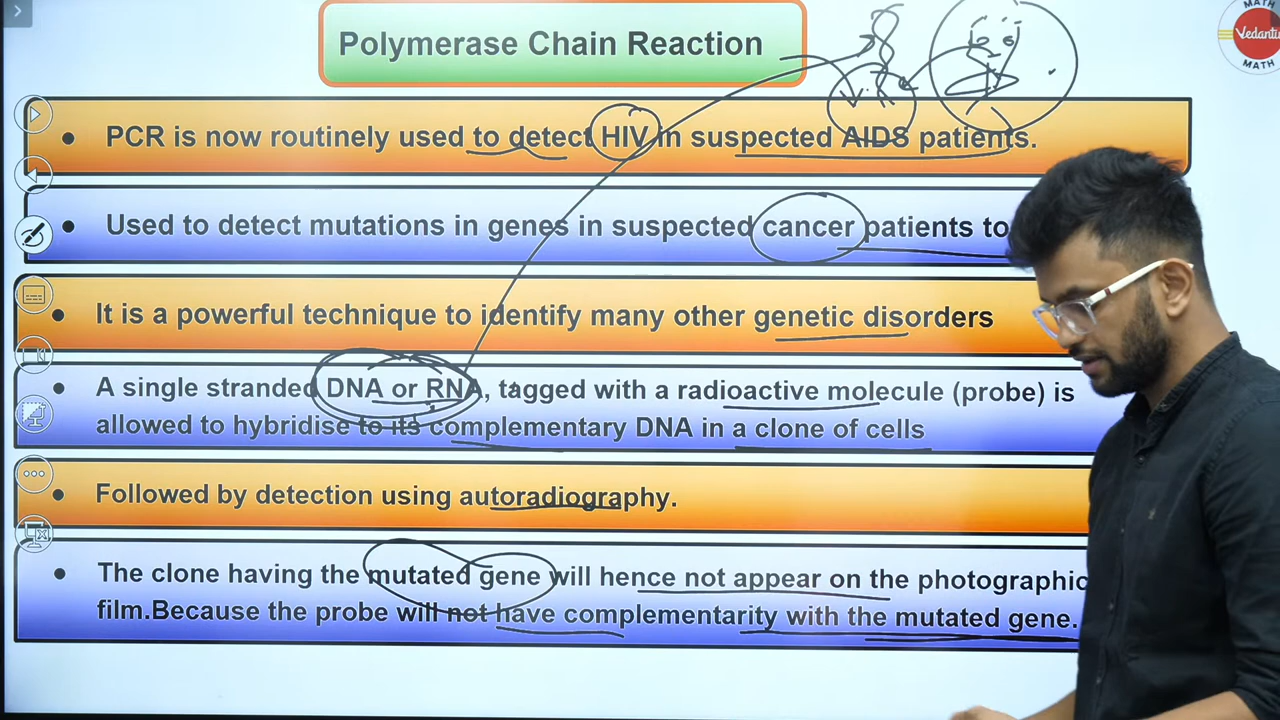 Polymerase Chain Reaction
MATH
Vedantu
MATH
PCR is now routinely used to detect HIV in suspected AIDS patients.
Used to detect mutations in genes in suspected cancer patients to
It is a powerful technique to identify many other genetic disorders
A single stranded DNA or RNA, tagged with a radioactive molecule (probe) is
allowed to hybridise to its complementary DNA in a clone of cells
Followed by detection using autoradiography.
The clone having the mutated gene will hence not appear on the photographic
film.Because the probe will not have complementarity with the mutated gene.